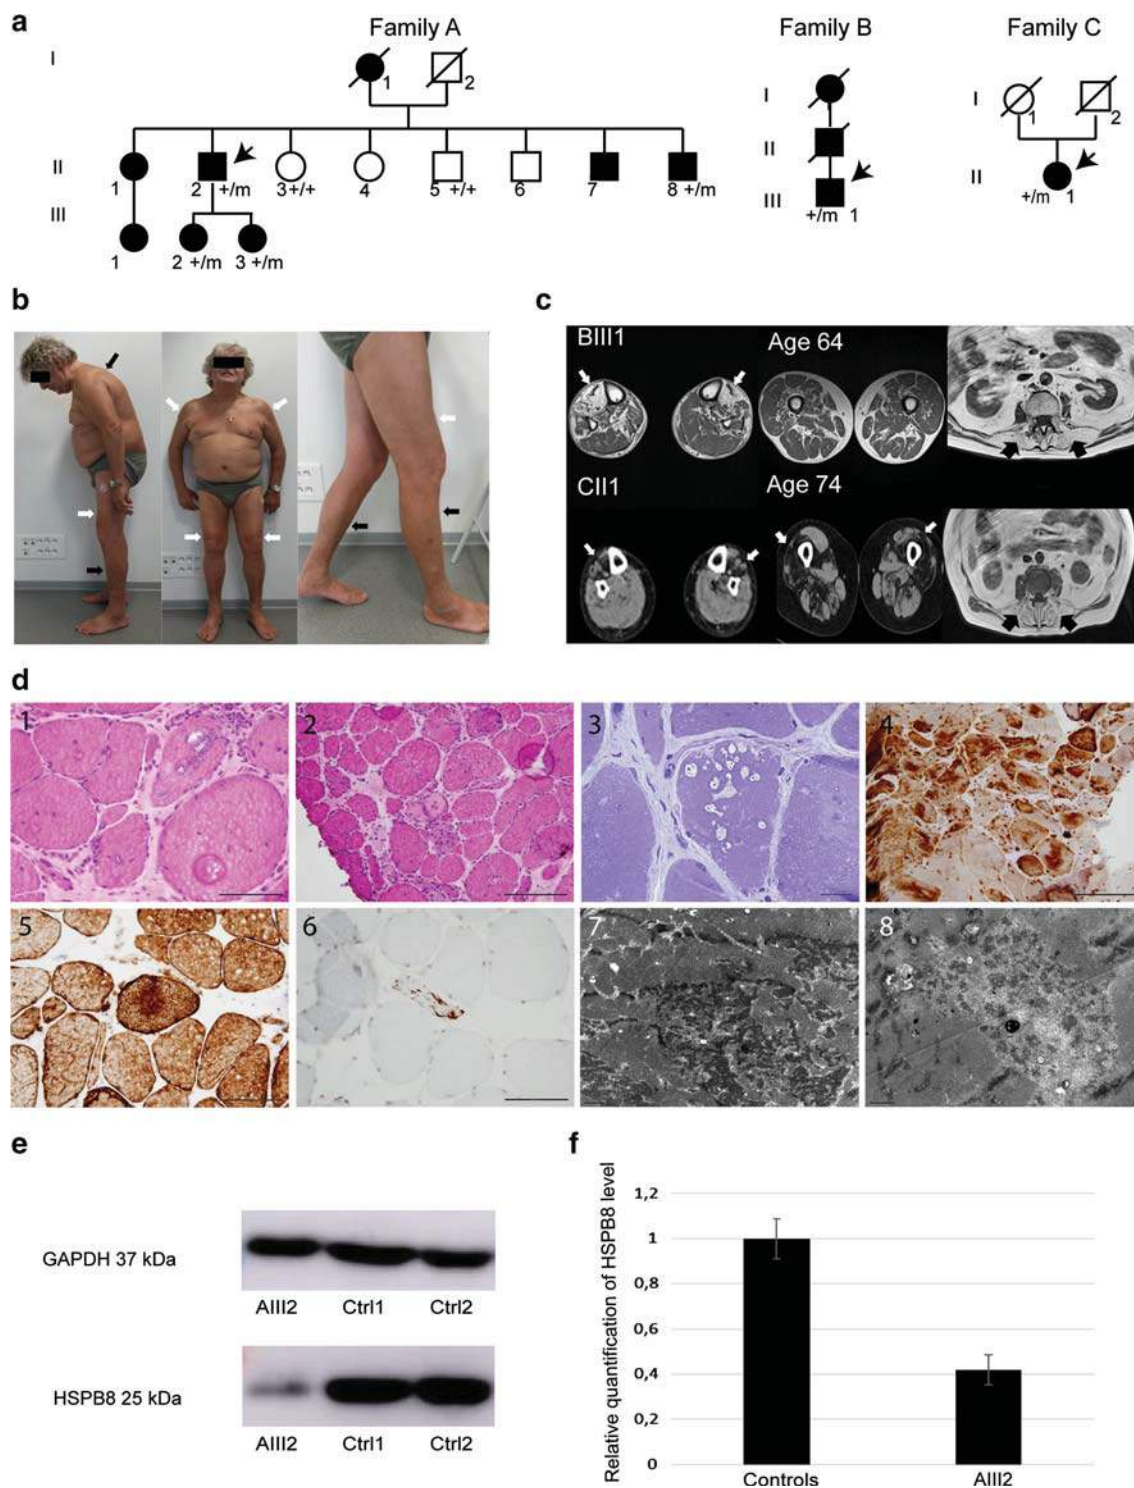 a
Family A
Family B
Family C
I
1
2
I
I
1
2
II
1
2 +/m
3+/+
4
5 +/+
6
7
8 +/m
II
II
+/m 1
III
1
2 +/m
3 +/m
III
+/m 1
b
c
BIII1
Age 64
CII1
Age 74
d
1
2
3
4
5
6
7
8
e
GAPDH 37 kDa
AIII2
Ctrl1
Ctrl2
HSPB8 25 kDa
AIII2
Ctrl1
Ctrl2
f
Relative quantification of HSPB8 level
1,2
1
0,8
0,6
0,4
0,2
0
Controls
AIII2